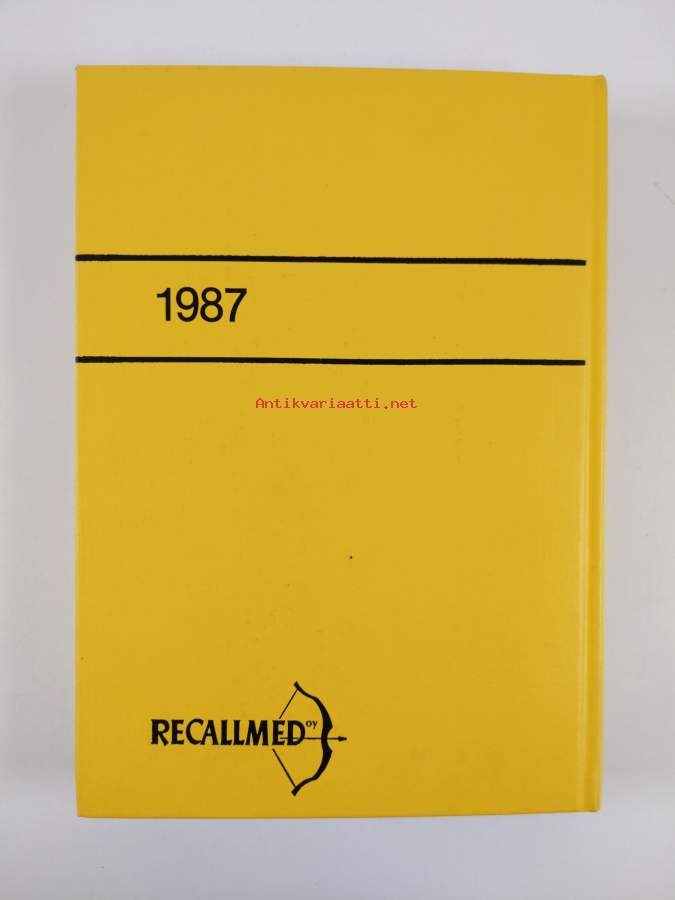 1987
Antikvariaatti.net
RECALLMED OY